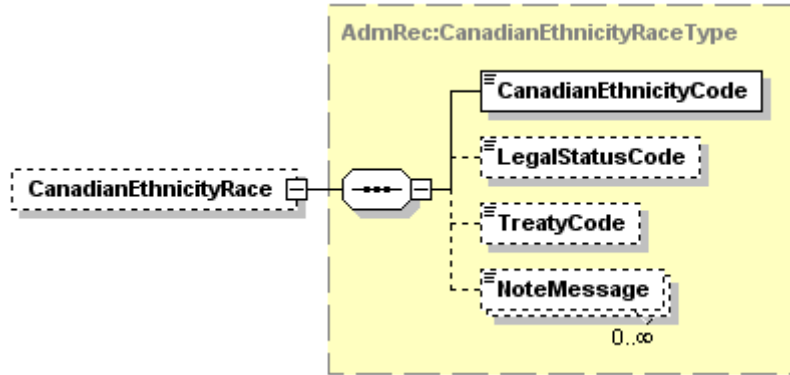 AdmRec:CanadianEthnicityRaceType
CanadianEthnicityRace
CanadianEthnicityCode
LegalStatusCode
TreatyCode
NoteMessage
0..∞